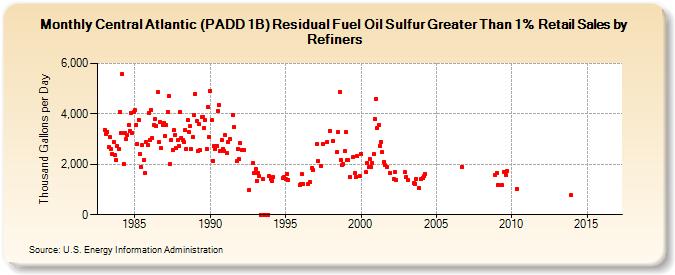 Monthly Central Atlantic (PADD 1B) Residual Fuel Oil Sulfur Greater Than 1% Retail Sales by
Refiners
Thousand Gallons per Day
6,000
4,000
2,000
0
1985 1990 1995 2000 2005 2010 2015
Source: U.S. Energy Information Administration